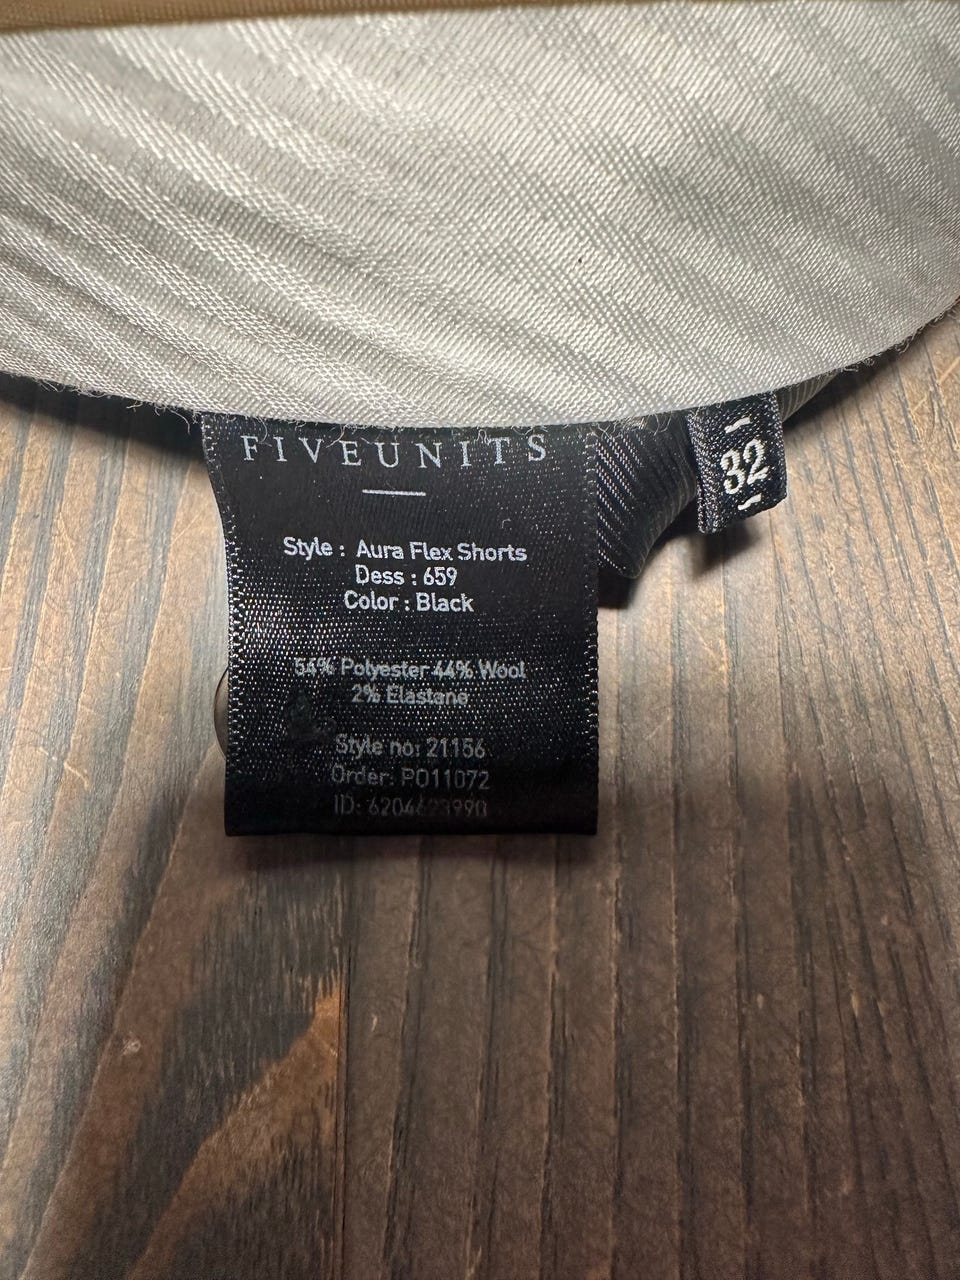 FIVEUNITS
32
Style : Aura Flex Shorts
Dess : 659
Color : Black
54% Polyester 44% Wool
2% Elastane
Style no: 21156
Order: PO11072
ID: